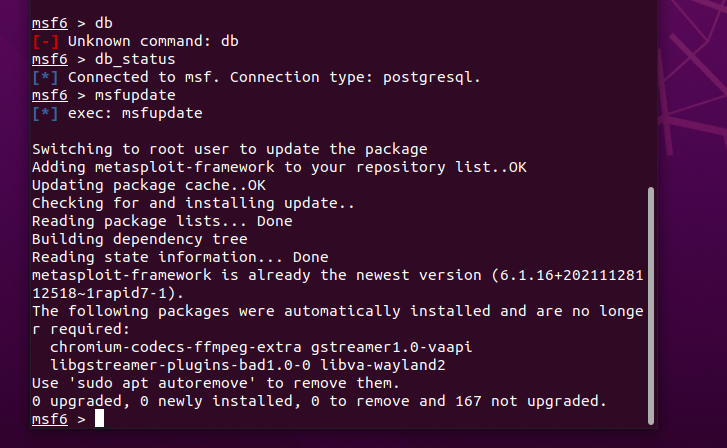 msf6 > db
[-] Unknown command: db
msf6 > db_status
[*] Connected to msf. Connection type: postgresql.
msf6 > msfupdate
[*] exec: msfupdate
Switching to root user to update the package
Adding metasploit-framework to your repository list..OK
Updating package cache..OK
Checking for and installing update..
Reading package lists... Done
Building dependency tree
Reading state information... Done
metasploit-framework is already the newest version (6.1.16+202111281
12518~1rapid7-1).
The following packages were automatically installed and are no longe
r required:
  chromium-codecs-ffmpeg-extra gstreamer1.0-vaapi
  libgstreamer-plugins-bad1.0-0 libva-wayland2
Use 'sudo apt autoremove' to remove them.
0 upgraded, 0 newly installed, 0 to remove and 167 not upgraded.
msf6 >